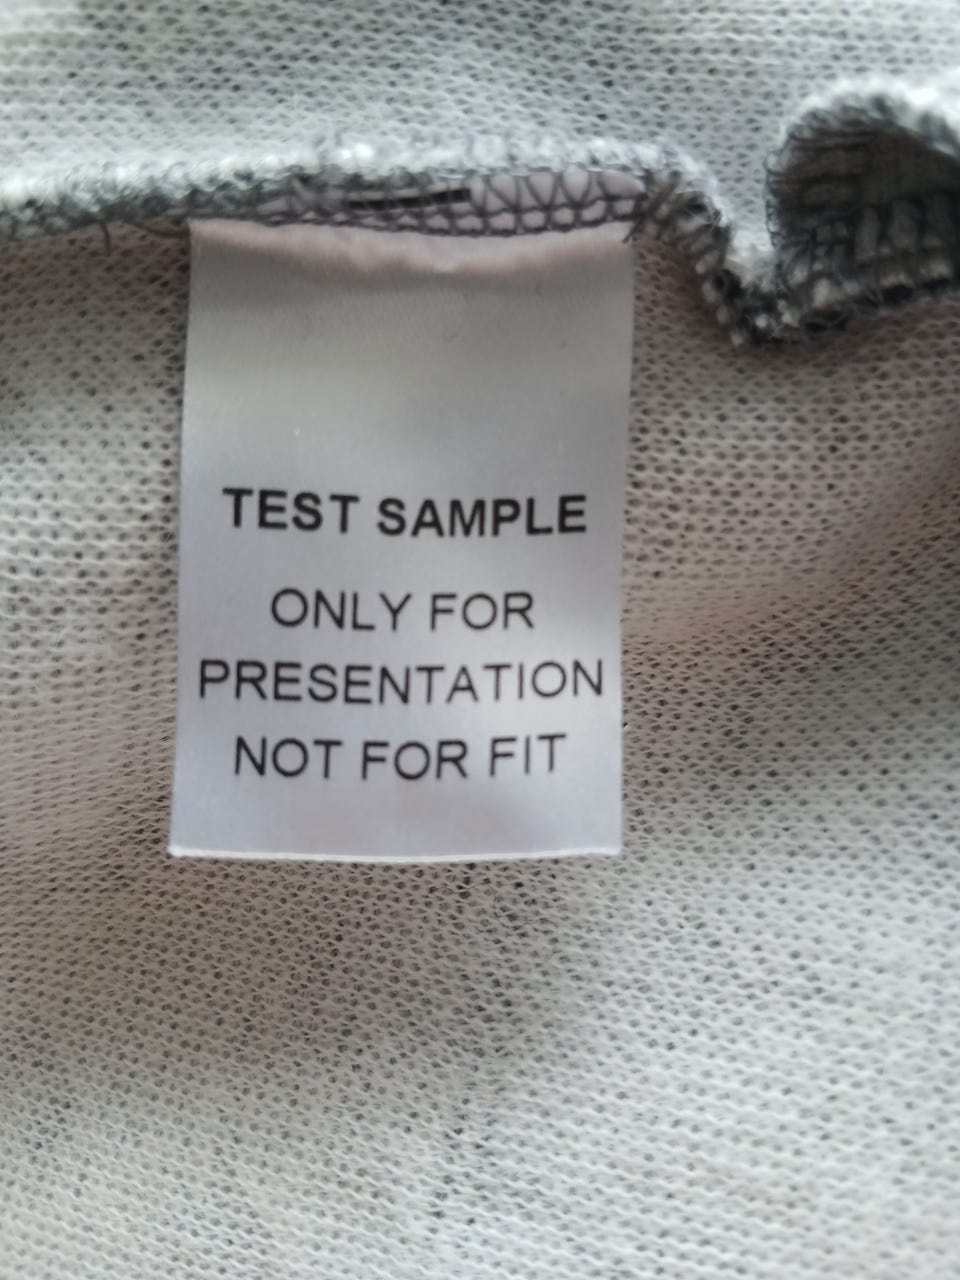 TEST SAMPLE
ONLY FOR
PRESENTATION
NOT FOR FIT